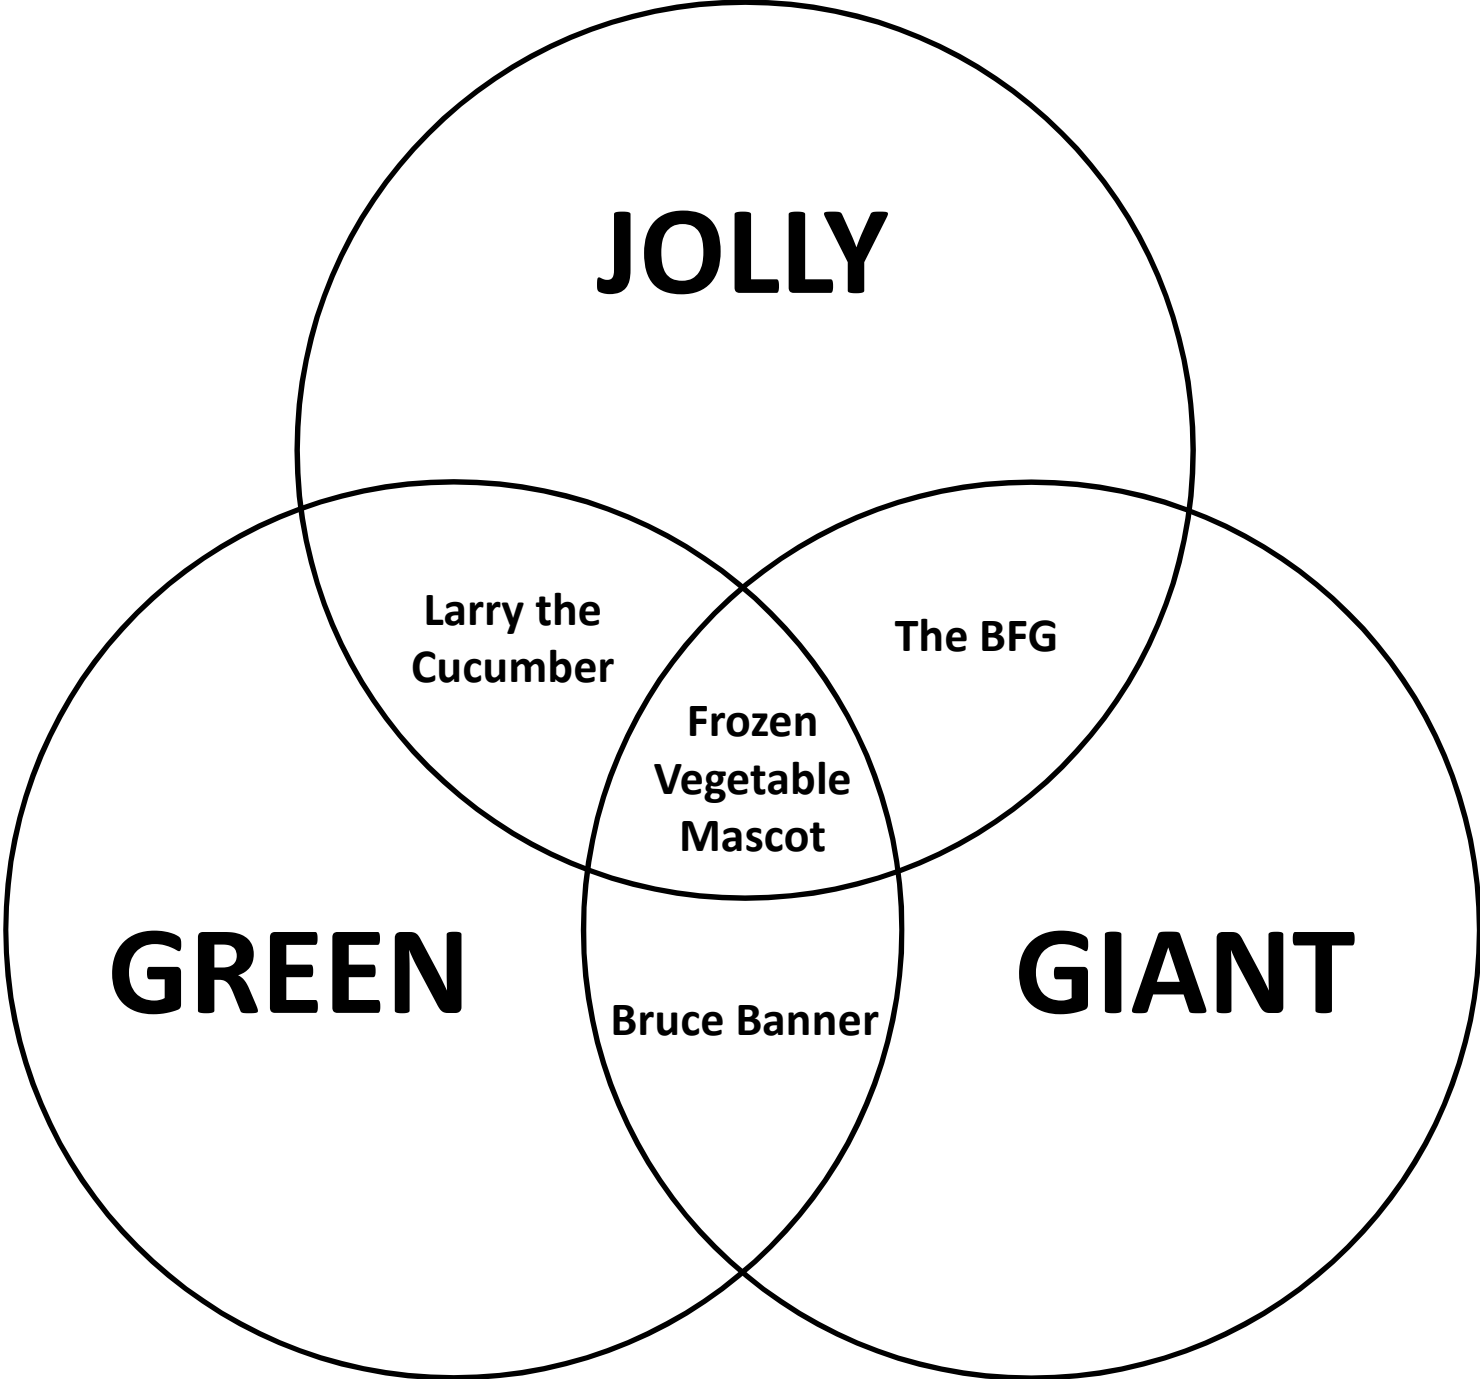 JOLLY
Larry the
Cucumber
The BFG
Frozen
Vegetable
Mascot
GREEN
GIANT
Bruce Banner